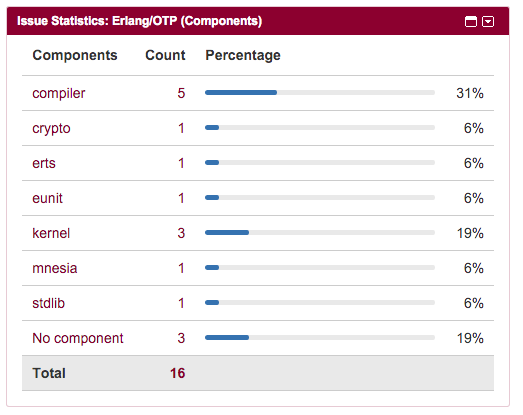 Issue Statistics: Erlang/OTP (Components)
Components Count Percentage
compiler 5 31%
crypto 1 6%
erts 1 6%
eunit 1 6%
kernel 3 19%
mnesia 1 6%
stdlib 1 6%
No component 3 19%
Total 16